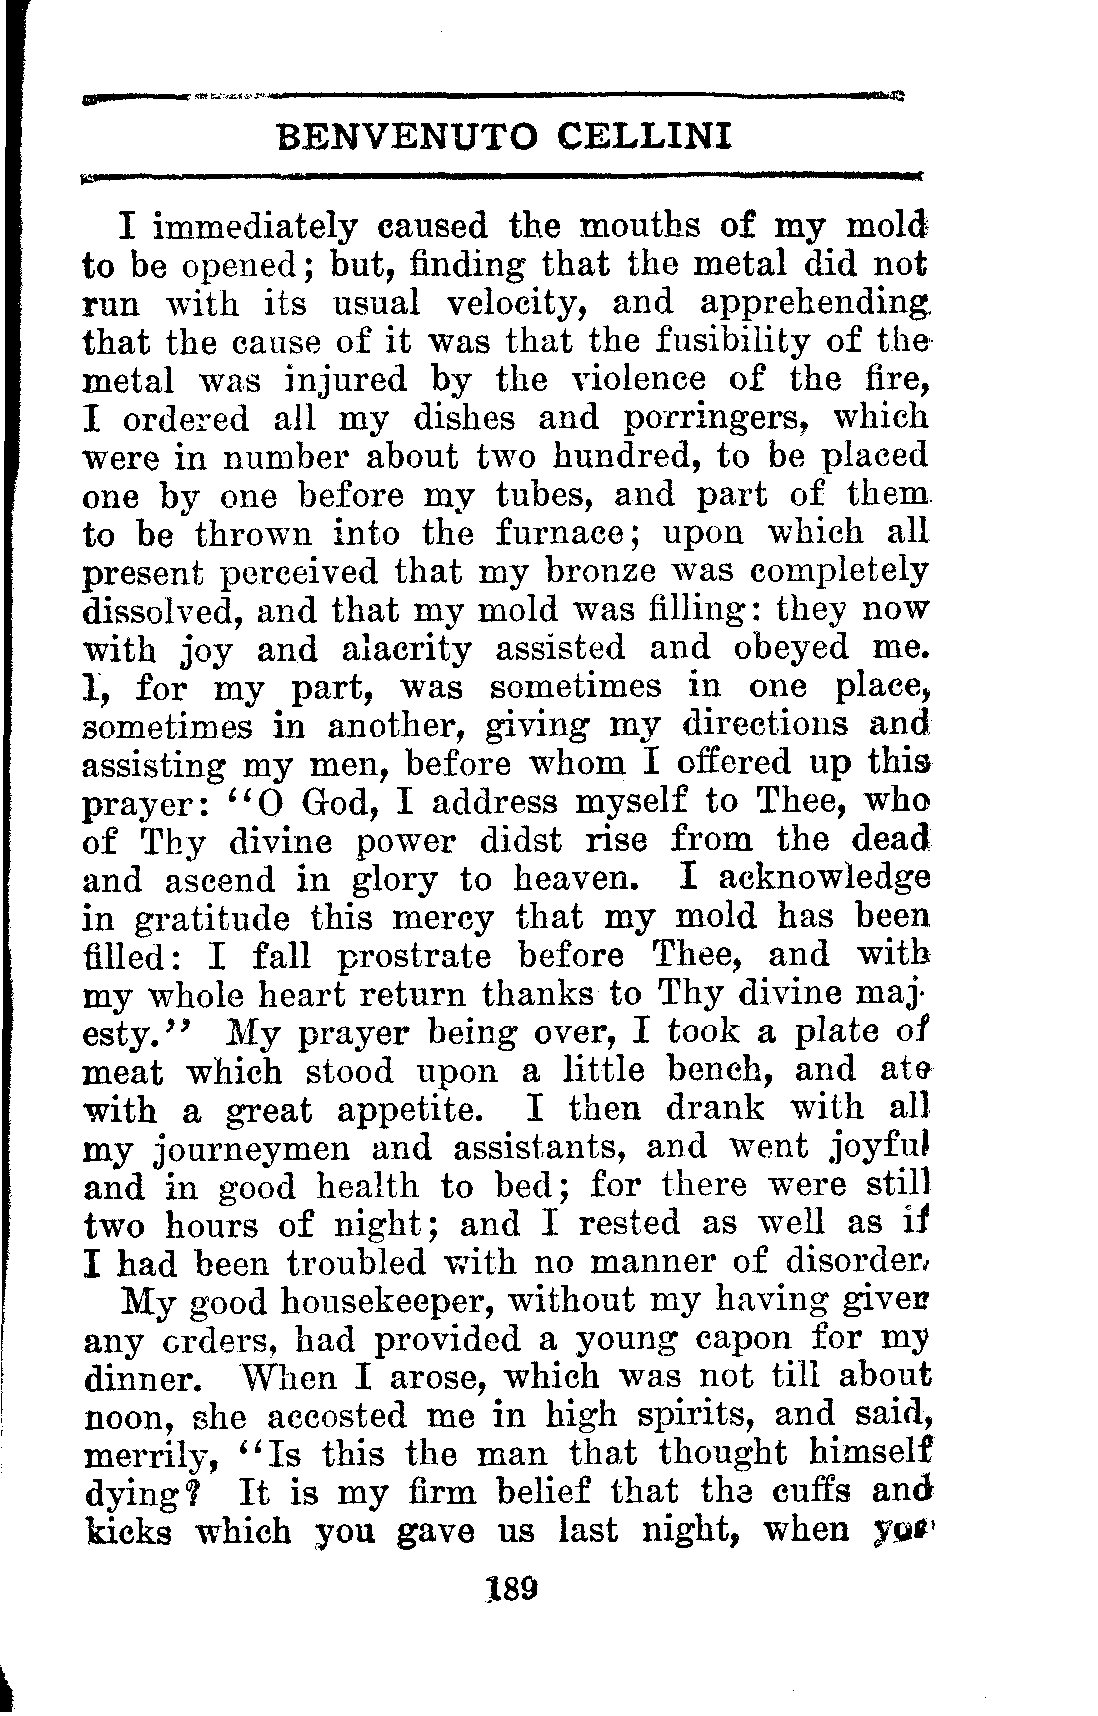 BENVENUTO CELLINI
I immediately caused the mouths of my mold
to be opened; but, finding that the metal did not
run with its usual velocity, and apprehending
that the cause of it was that the fusibility of the
metal was injured by the violence of the fire,
I ordered all my dishes and porringers, which
were in number about two hundred, to be placed
one by one before my tubes, and part of them
to be thrown into the furnace; upon which all
present perceived that my bronze was completely
dissolved, and that my mold was filling: they now
with joy and alacrity assisted and obeyed me.
I, for my part, was sometimes in one place,
sometimes in another, giving my directions and
assisting my men, before whom I offered up this
prayer: "O God, I address myself to Thee, who
of Thy divine power didst rise from the dead
and ascend in glory to heaven. I acknowledge
in gratitude this mercy that my mold has been
filled: I fall prostrate before Thee, and with
my whole heart return thanks to Thy divine maj-
esty." My prayer being over, I took a plate of
meat which stood upon a little bench, and ate
with a great appetite. I then drank with all
my journeymen and assistants, and went joyful
and in good health to bed; for there were still
two hours of night; and I rested as well as if
I had been troubled with no manner of disorder.
My good housekeeper, without my having given
any orders, had provided a young capon for my
dinner. When I arose, which was not till about
noon, she accosted me in high spirits, and said,
merrily, "Is this the man that thought himself
dying? It is my firm belief that the cuffs and
kicks which you gave us last night, when you
189